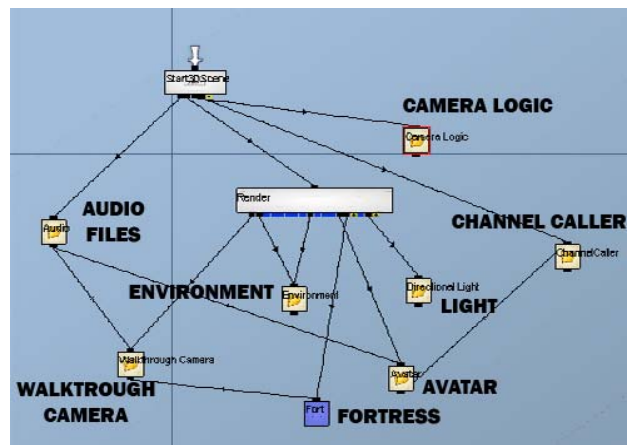 Start3DScene
CAMERA LOGIC
Camera Logic
Render
AUDIO
FILES
Audio
CHANNEL CALLER
ChannelCaller
ENVIRONMENT
Environment
Directional Light
LIGHT
Walkthrough Camera
WALKTROUGH
CAMERA
Avatar
AVATAR
Fort
FORTRESS